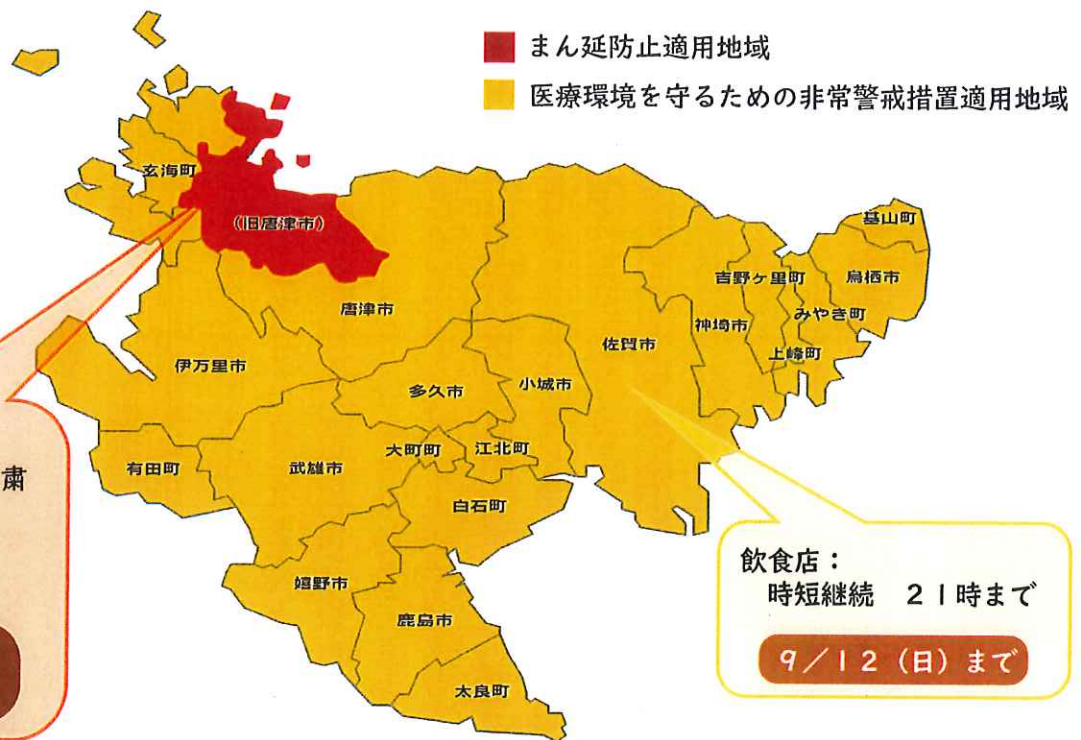 まん延防止適用地域
医療環境を守るための非常警戒措置適用地域
玄海町
(旧唐津市)
基山町
鳥栖市
吉野ヶ里町
みやき町
神埼市
上峰町
唐津市
佐賀市
伊万里市
多久市
小城市
大町町
江北町
有田町
武雄市
白石町
粛
嬉野市
鹿島市
太良町
飲食店：
時短継続 21時まで
9/12(日)まで